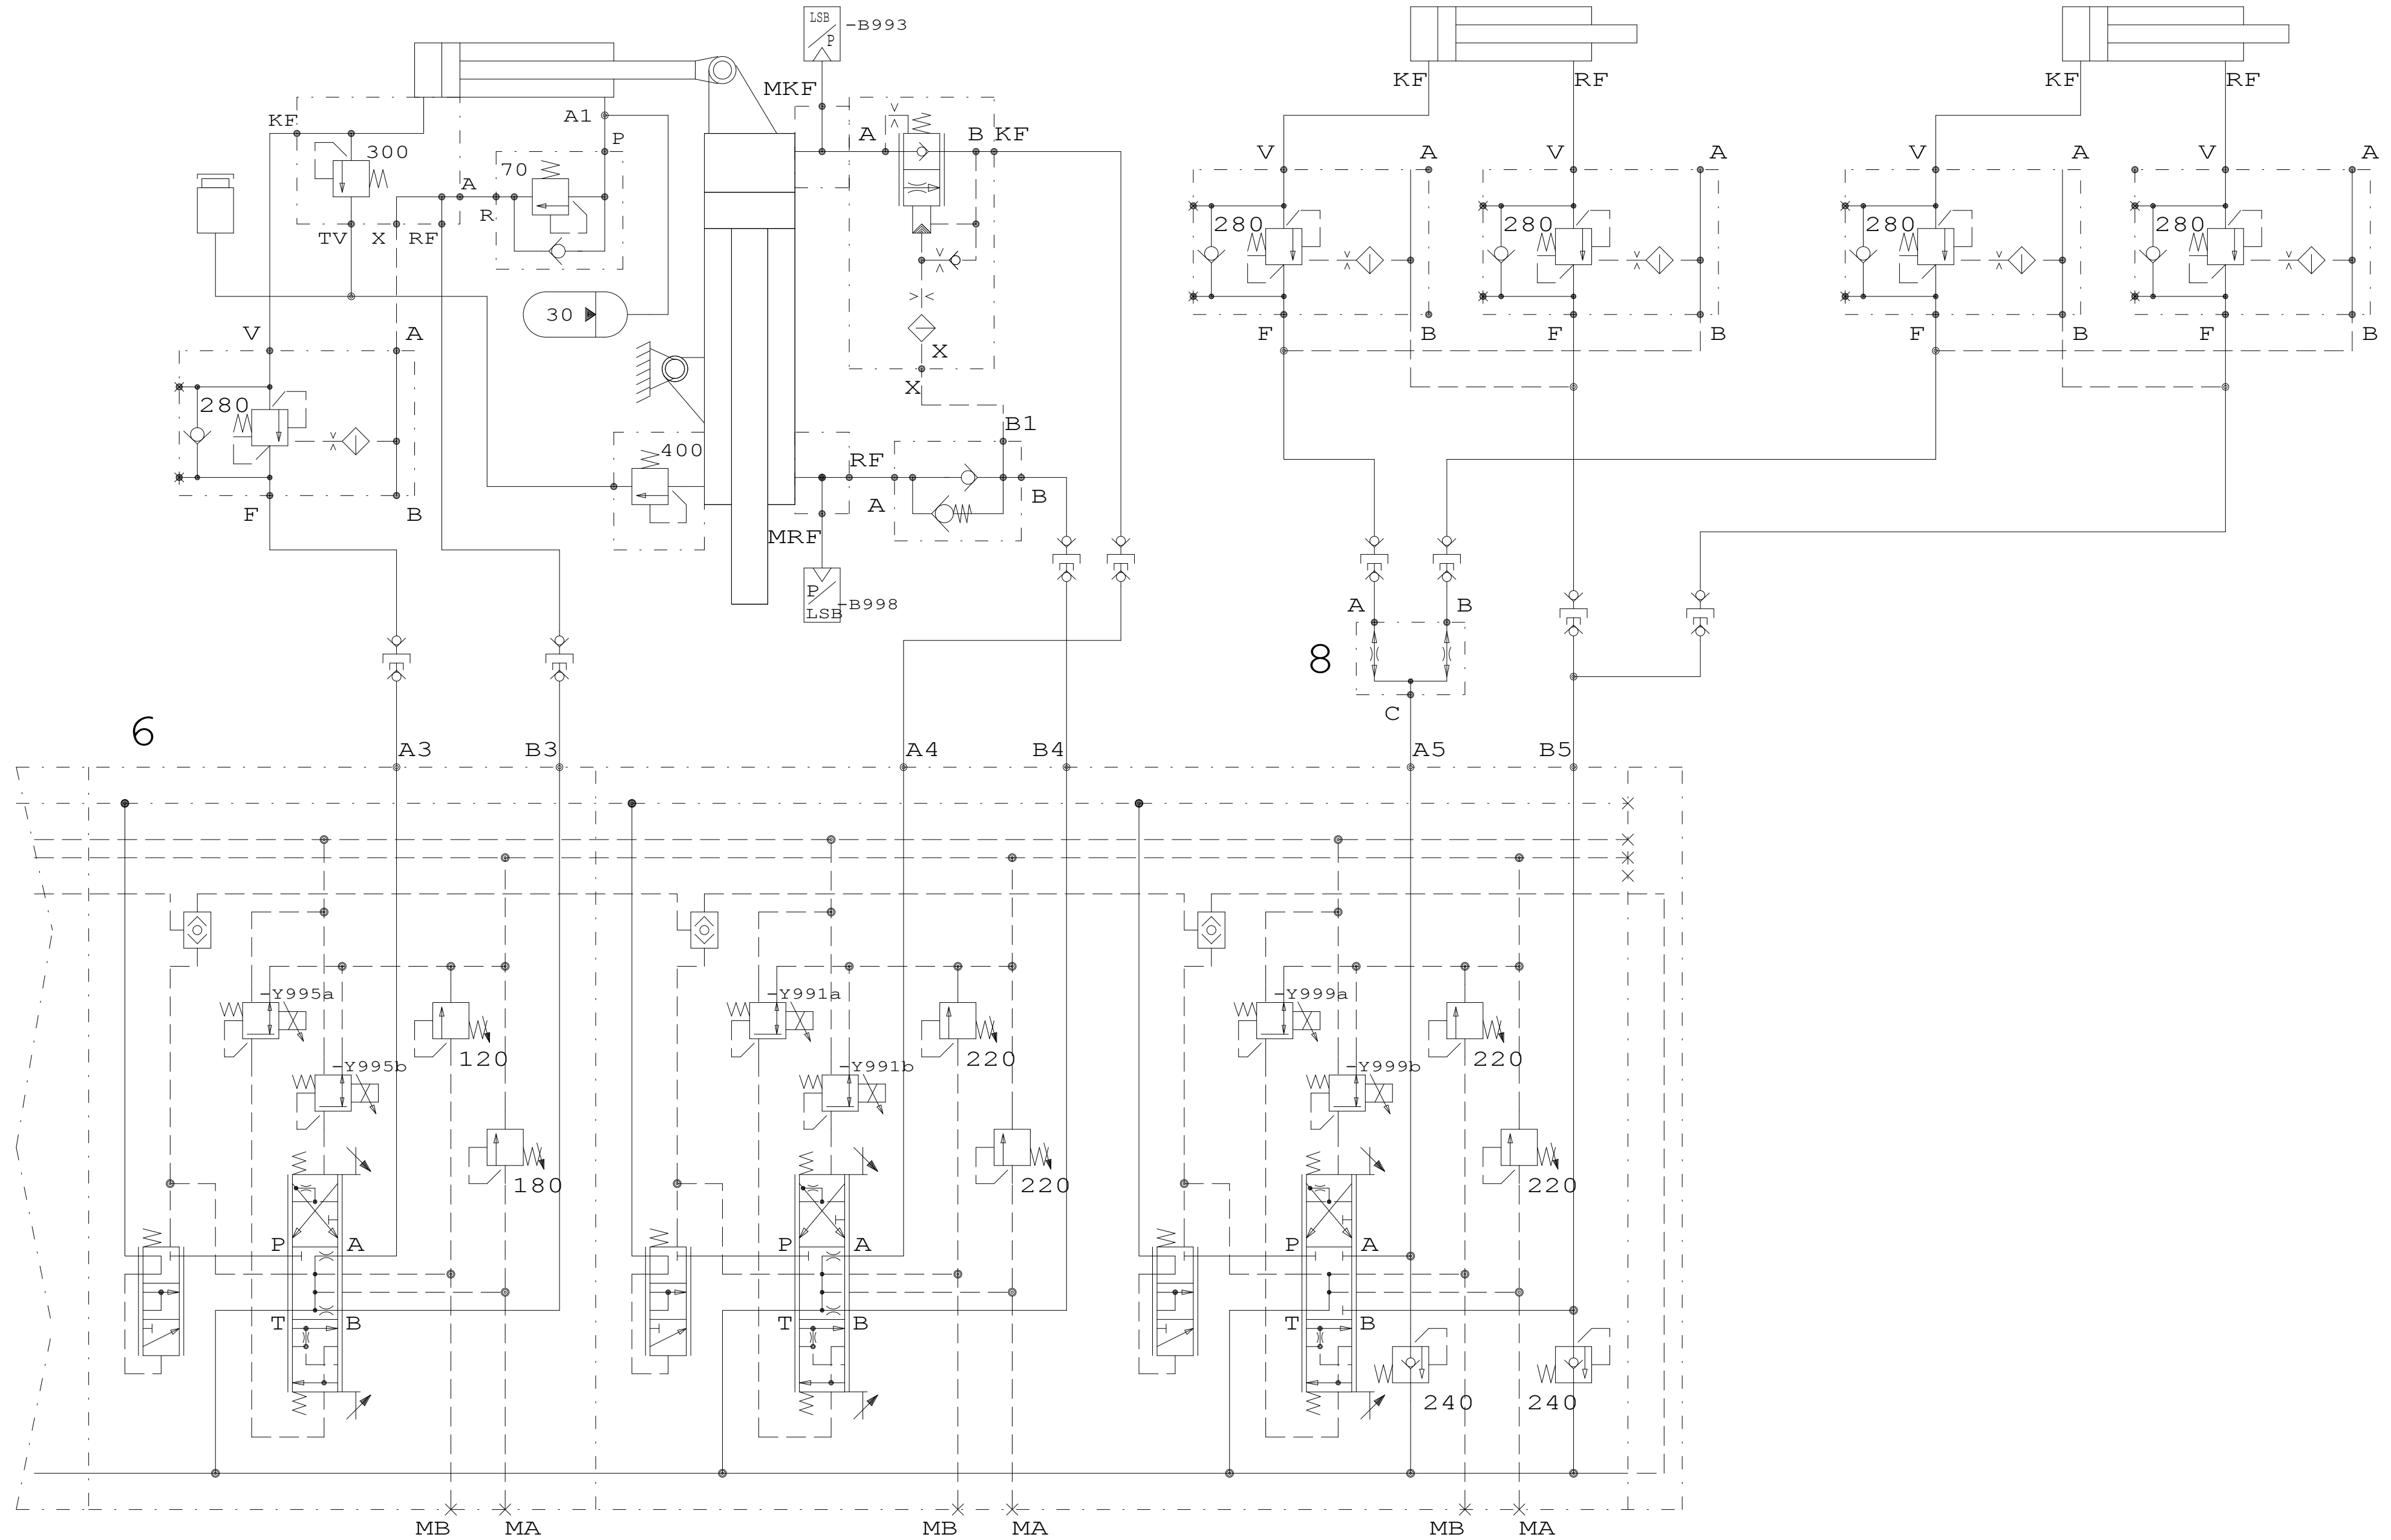 LSB
-B993
P
KF RF KF RF
MKF
A1
KF
P
A B KF
300
70
V A V A V A V A
A
R
280 280 280 280
TV X RF
30
V A
F B F B F B F B
X
X
280
B1
400
RF
A B
F B
MRF
P
-B998
LSB
A B
8
C
6
A3 B3 A4 B4 A5 B5
-Y995a -Y991a -Y999a
120 220 220
-Y995b -Y991b -Y999b
180 220 220
P A P A P A
T B T B T B
240 240
MB MA MB MA MB MA